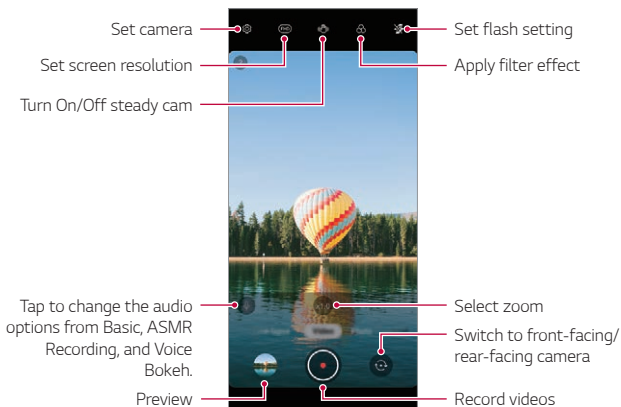 Set camera
Set flash setting
FHD
Set screen resolution
Apply filter effect
Turn On/Off steady cam
Tap to change the audio
options from Basic, ASMR
Recording, and Voice
Bokeh.
Select zoom
Video
Switch to front-facing/
rear-facing camera
Preview
Record videos